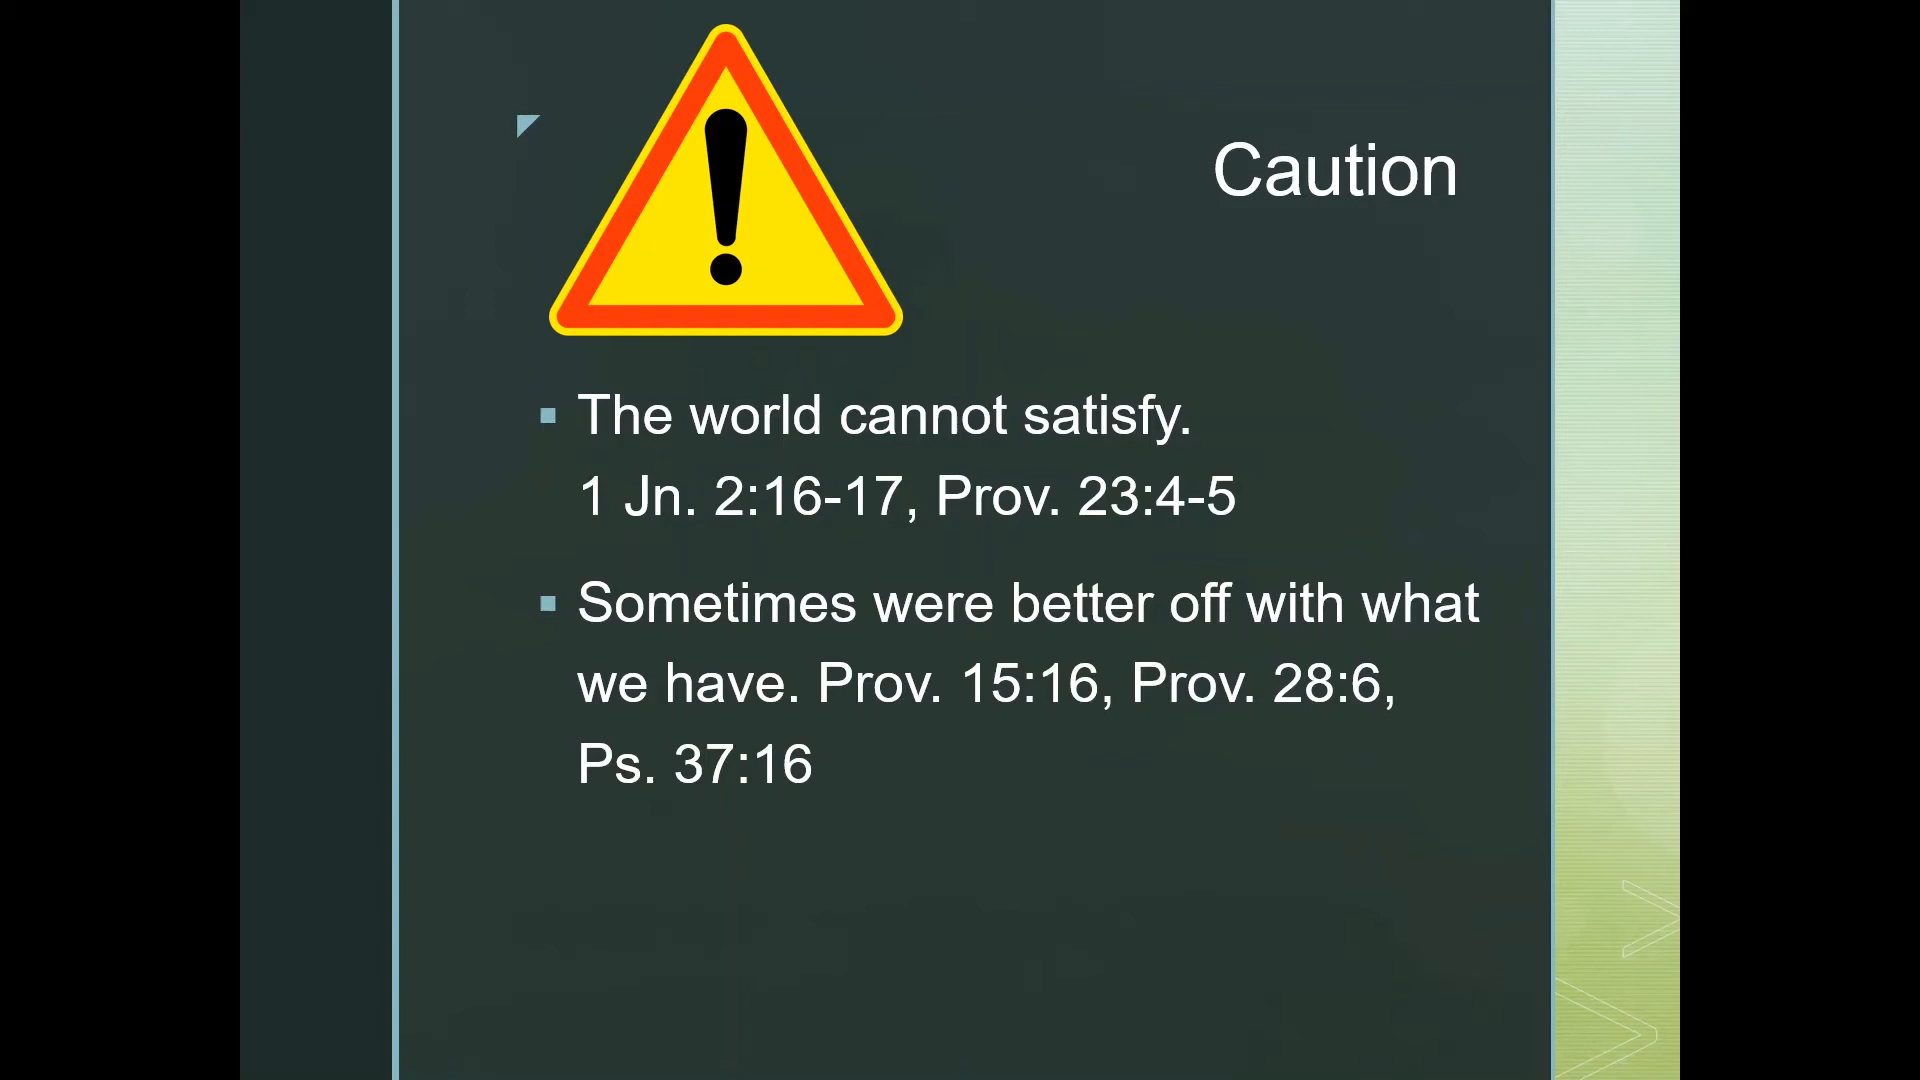 Caution
The world cannot satisfy.
1 Jn. 2:16-17, Prov. 23:4-5
Sometimes were better off with what
we have. Prov. 15:16, Prov. 28:6,
Ps. 37:16